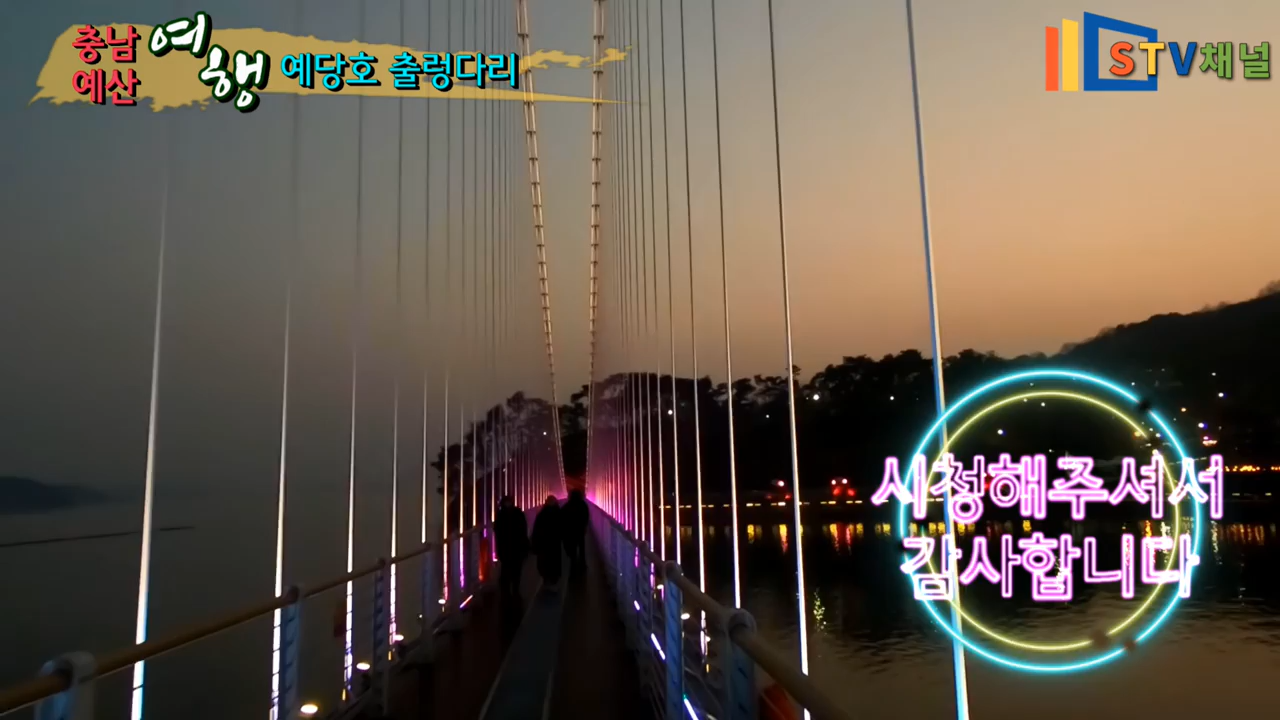 충남 여행
예산
예당호 출렁다리
STV채널
시청해주셔서
감사합니다